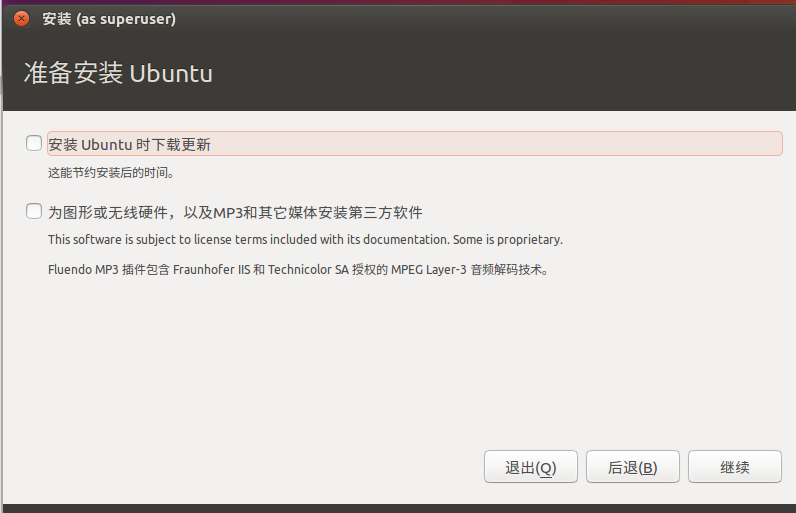 安装 (as superuser)
准备安装 Ubuntu
安装 Ubuntu 时下载更新
这能节约安装后的时间。
为图形或无线硬件，以及MP3和其它媒体安装第三方软件
This software is subject to license terms included with its documentation. Some is proprietary.
Fluendo MP3 插件包含 Fraunhofer IIS 和 Technicolor SA 授权的 MPEG Layer-3 音频解码技术。
退出(Q) 后退(B) 继续